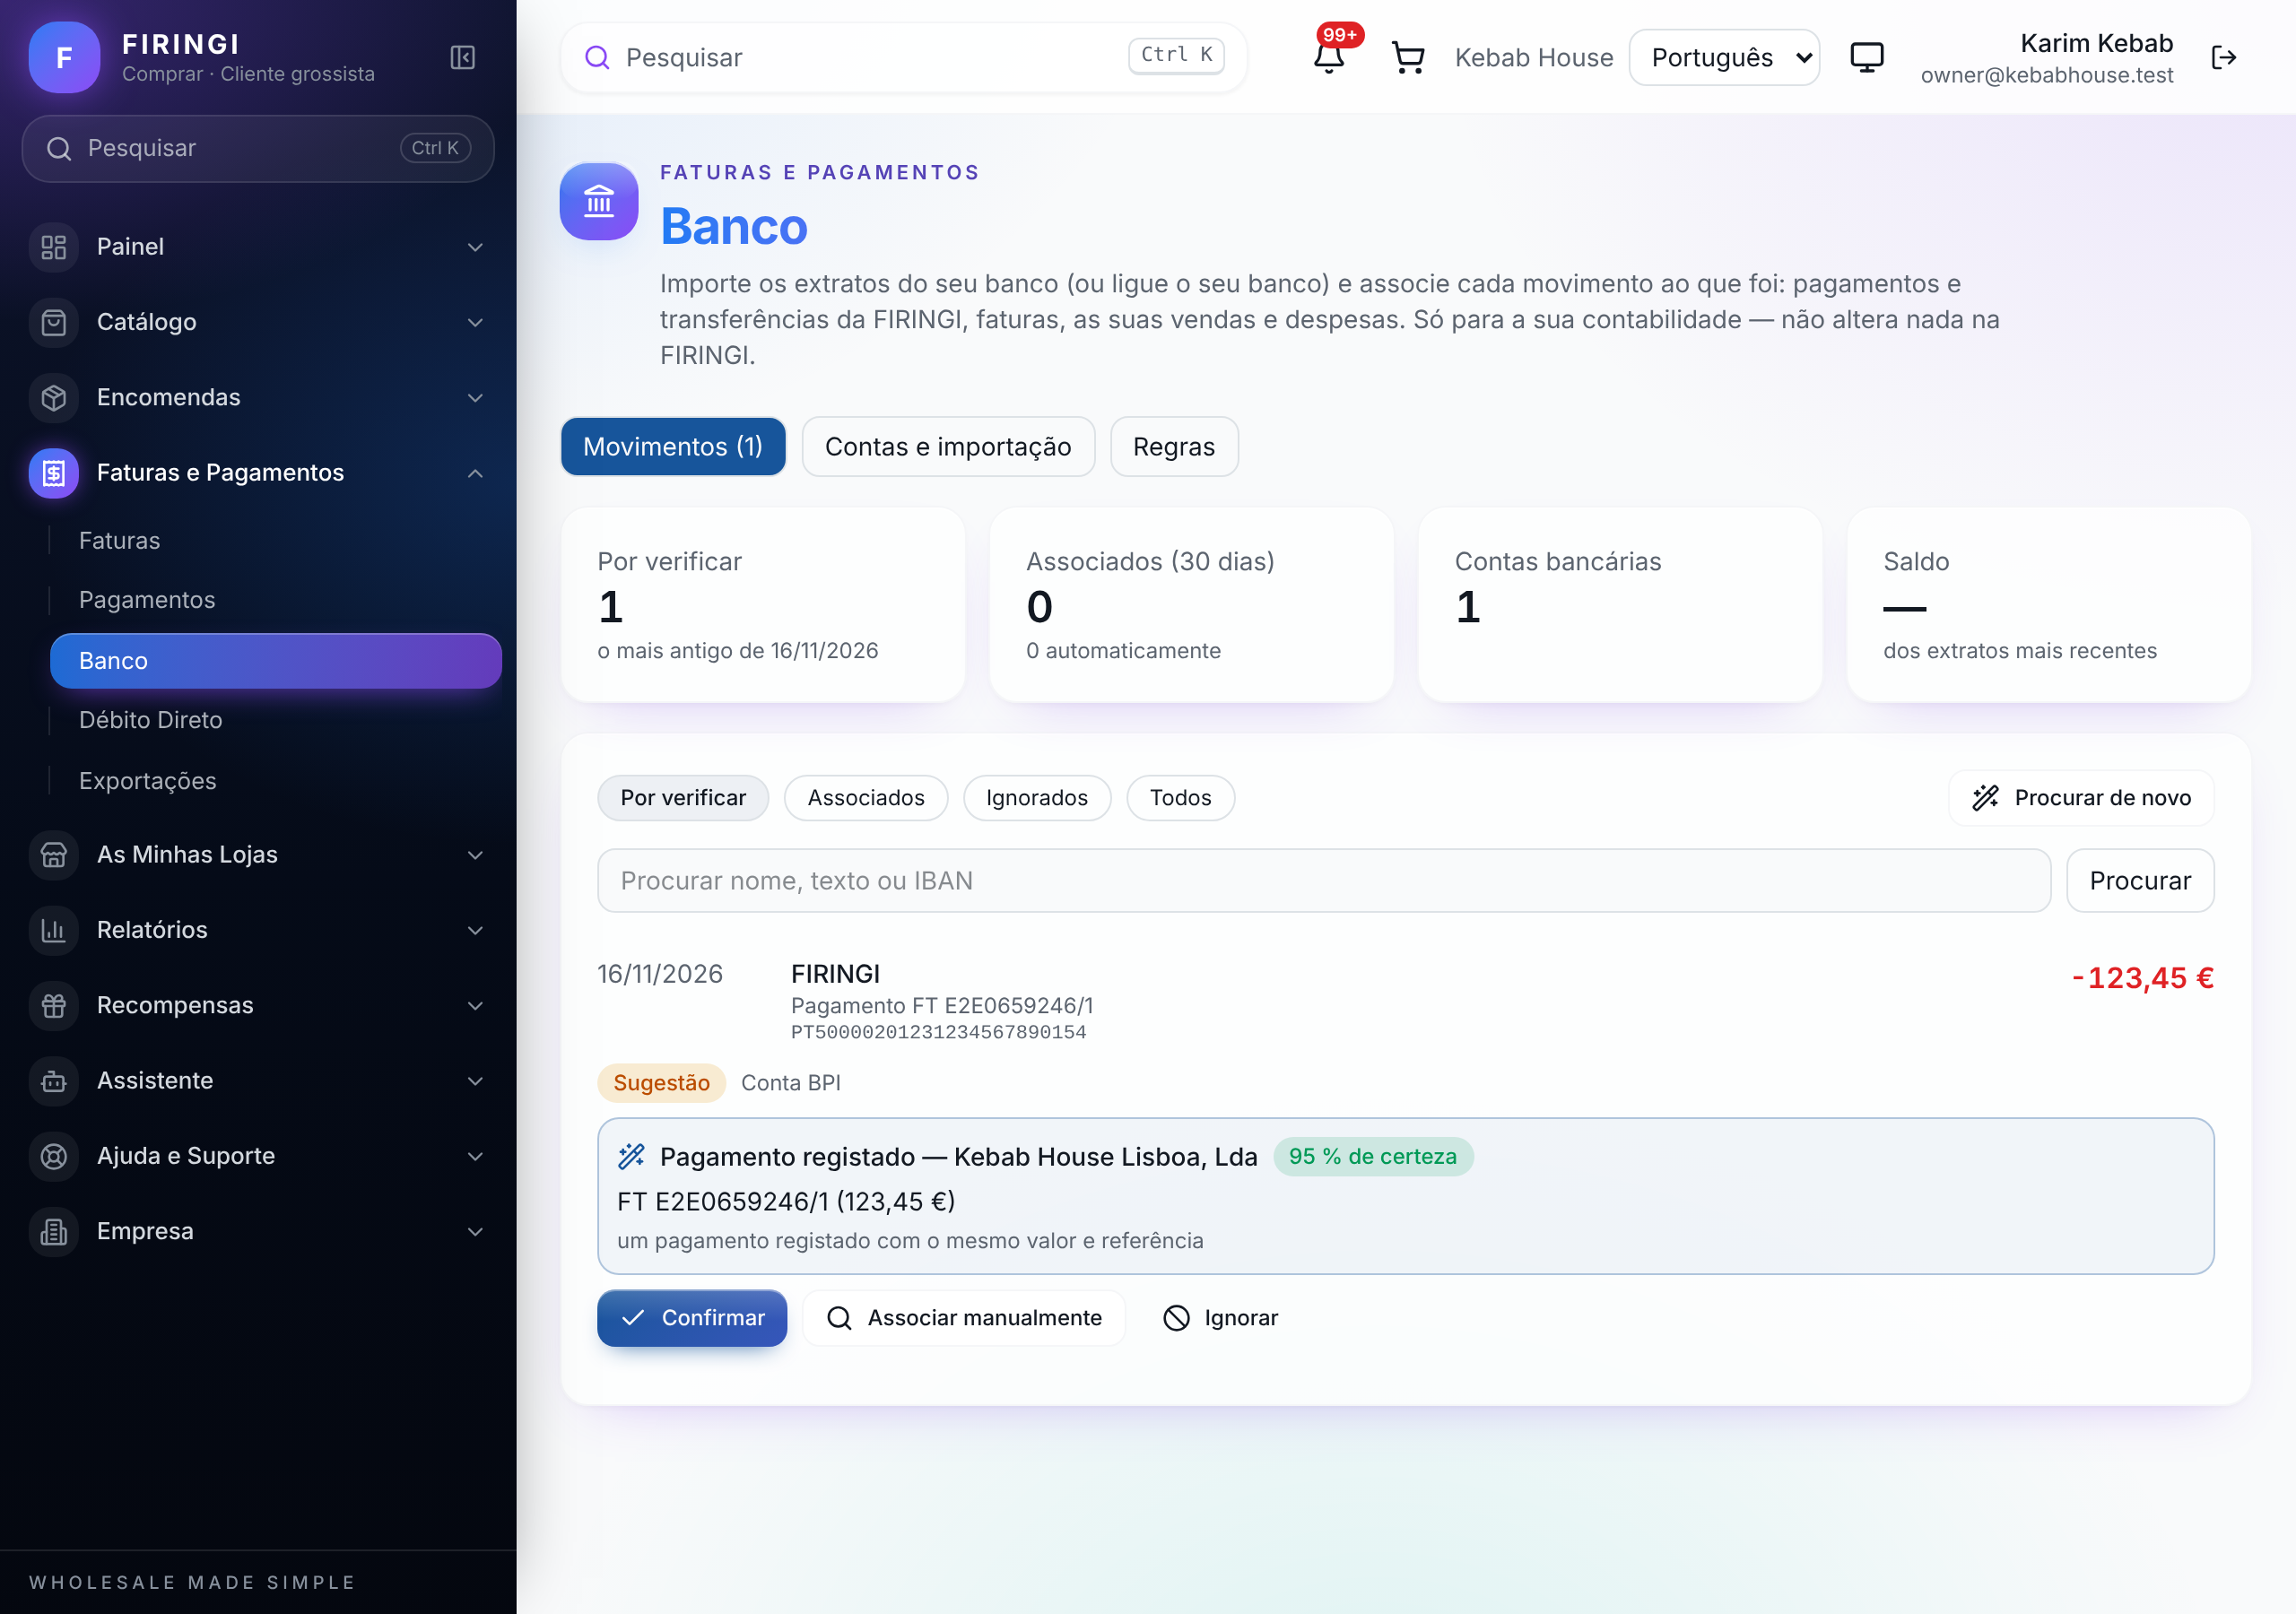 F
FIRINGI
Comprar · Cliente grossista
Pesquisar
Ctrl K
Painel
Catálogo
Encomendas
Faturas e Pagamentos
Faturas
Pagamentos
Banco
Débito Direto
Exportações
As Minhas Lojas
Relatórios
Recompensas
Assistente
Ajuda e Suporte
Empresa
WHOLESALE MADE SIMPLE
Pesquisar
Ctrl K
99+
Kebab House
Português
Karim Kebab
owner@kebabhouse.test
FATURAS E PAGAMENTOS
Banco
Importe os extratos do seu banco (ou ligue o seu banco) e associe cada movimento ao que foi: pagamentos e
transferências da FIRINGI, faturas, as suas vendas e despesas. Só para a sua contabilidade — não altera nada na
FIRINGI.
Movimentos (1)
Contas e importação
Regras
Por verificar
1
o mais antigo de 16/11/2026
Associados (30 dias)
0
0 automaticamente
Contas bancárias
1
Saldo
—
dos extratos mais recentes
Por verificar
Associados
Ignorados
Todos
Procurar de novo
Procurar nome, texto ou IBAN
Procurar
16/11/2026
FIRINGI
-123,45 €
Pagamento FT E2E0659246/1
PT50000201231234567890154
Sugestão
Conta BPI
Pagamento registado — Kebab House Lisboa, Lda
95 % de certeza
FT E2E0659246/1 (123,45 €)
um pagamento registado com o mesmo valor e referência
Confirmar
Associar manualmente
Ignorar